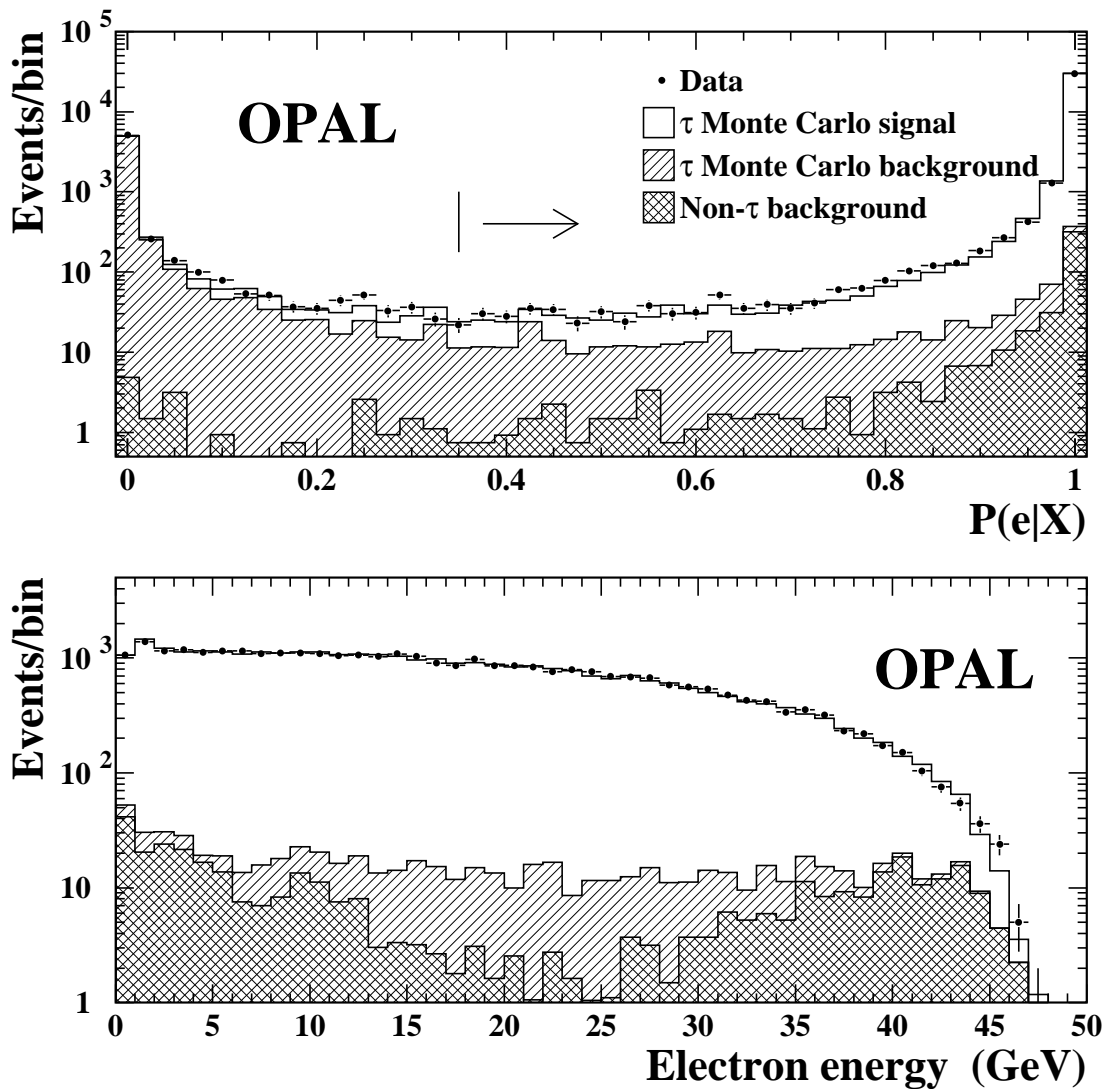 Events/bin
10 5
10 4
10 3
10 2
10
1
OPAL
Data
τ Monte Carlo signal
τ Monte Carlo background
Non-τ background
0 0.2 0.4 0.6 0.8 1
P(e|X)
Events/bin
10 3
10 2
10
1
OPAL
0 5 10 15 20 25 30 35 40 45 50
Electron energy (GeV)